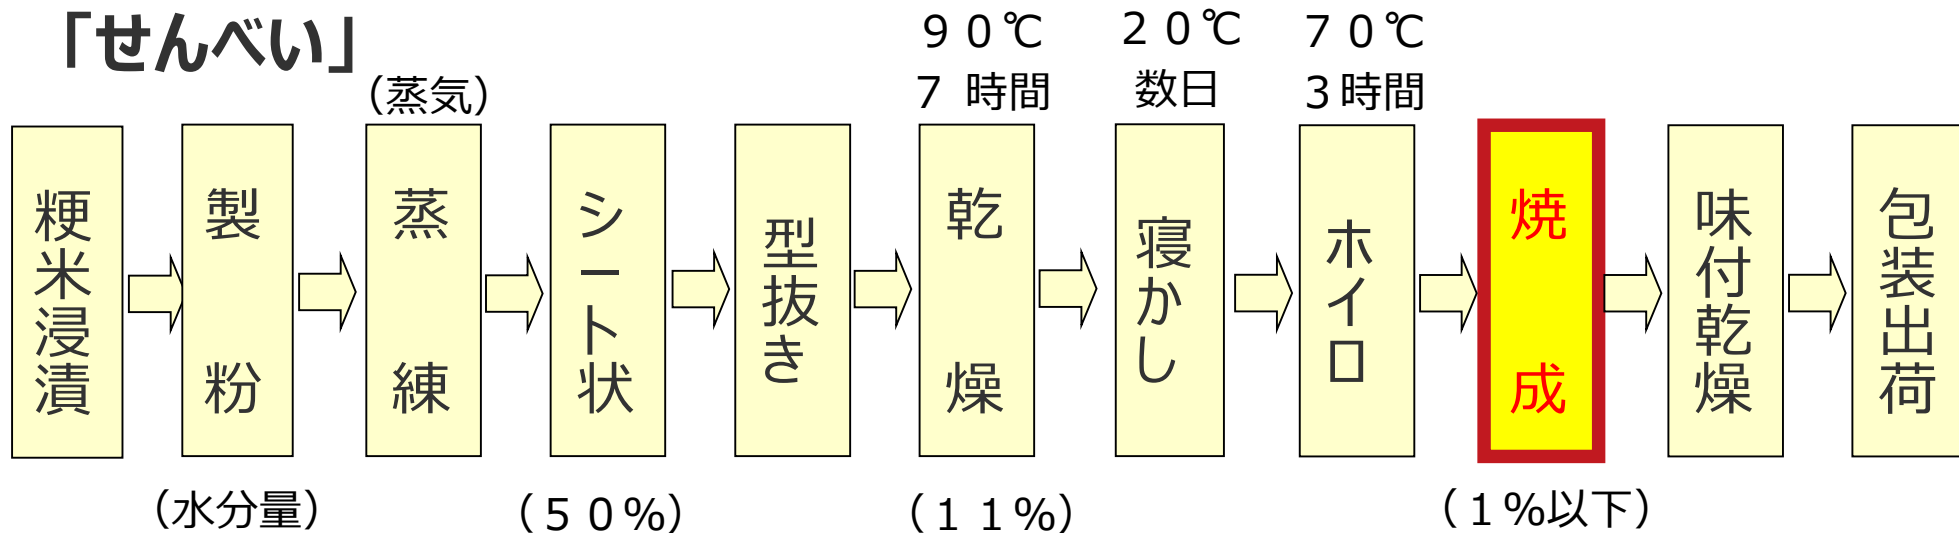 「せんべい」
９０℃
７ 時間
２０℃
数日
７０℃
３時間
（蒸気）
粳米浸漬
製粉
蒸練
シート状
型抜き
乾燥
寝かし
ホイロ
焼成
味付乾燥
包装出荷
（水分量）
（５０％）
（１１％）
（１％以下）